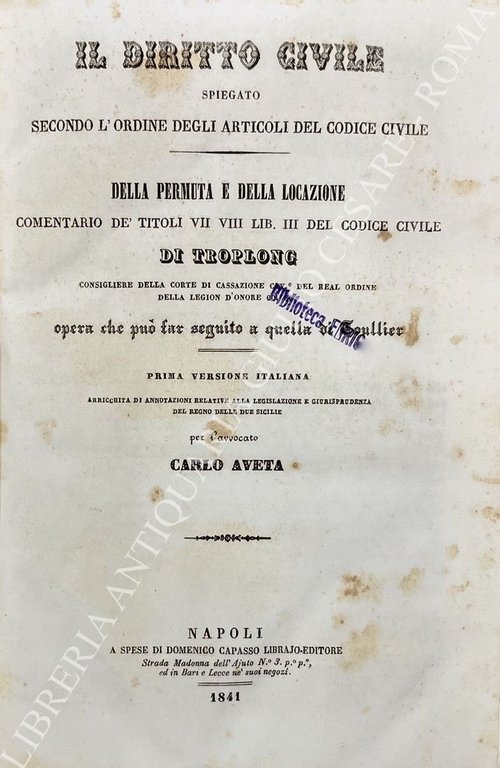 IL DIRITTO CIVILE
SPIEGATO
SECONDO L'ORDINE DEGLI ARTICOLI DEL CODICE CIVILE
DELLA PERMUTA E DELLA LOCAZIONE
COMENTARIO DE' TITOLI VII VIII LIB. III DEL CODICE CIVILE
DI TROPLONG
CONSIGLIERE DELLA CORTE DI CASSAZIONE CAV.º DEL REAL ORDINE
DELLA LEGION D'ONORE
Biblioteca
opera che può far seguito a quella di Toullier
PRIMA VERSIONE ITALIANA
ARRICCHITA DI ANNOTAZIONI RELATIVE ALLA LEGISLAZIONE E GIURISPRUDENZA
DEL REGNO DELLE DUE SICILIE
per l'avvocato
CARLO AVETA
NAPOLI
A SPESE DI DOMENICO CAPASSO LIBRAJO-EDITORE
Strada Madonna dell'Ajuto N.º 3. p.º p.º,
ed in Bari e Lecce ne' suoi negozi.
1841
LIBRERIA ANTIQUARIA GIULIO CESARE - ROMA